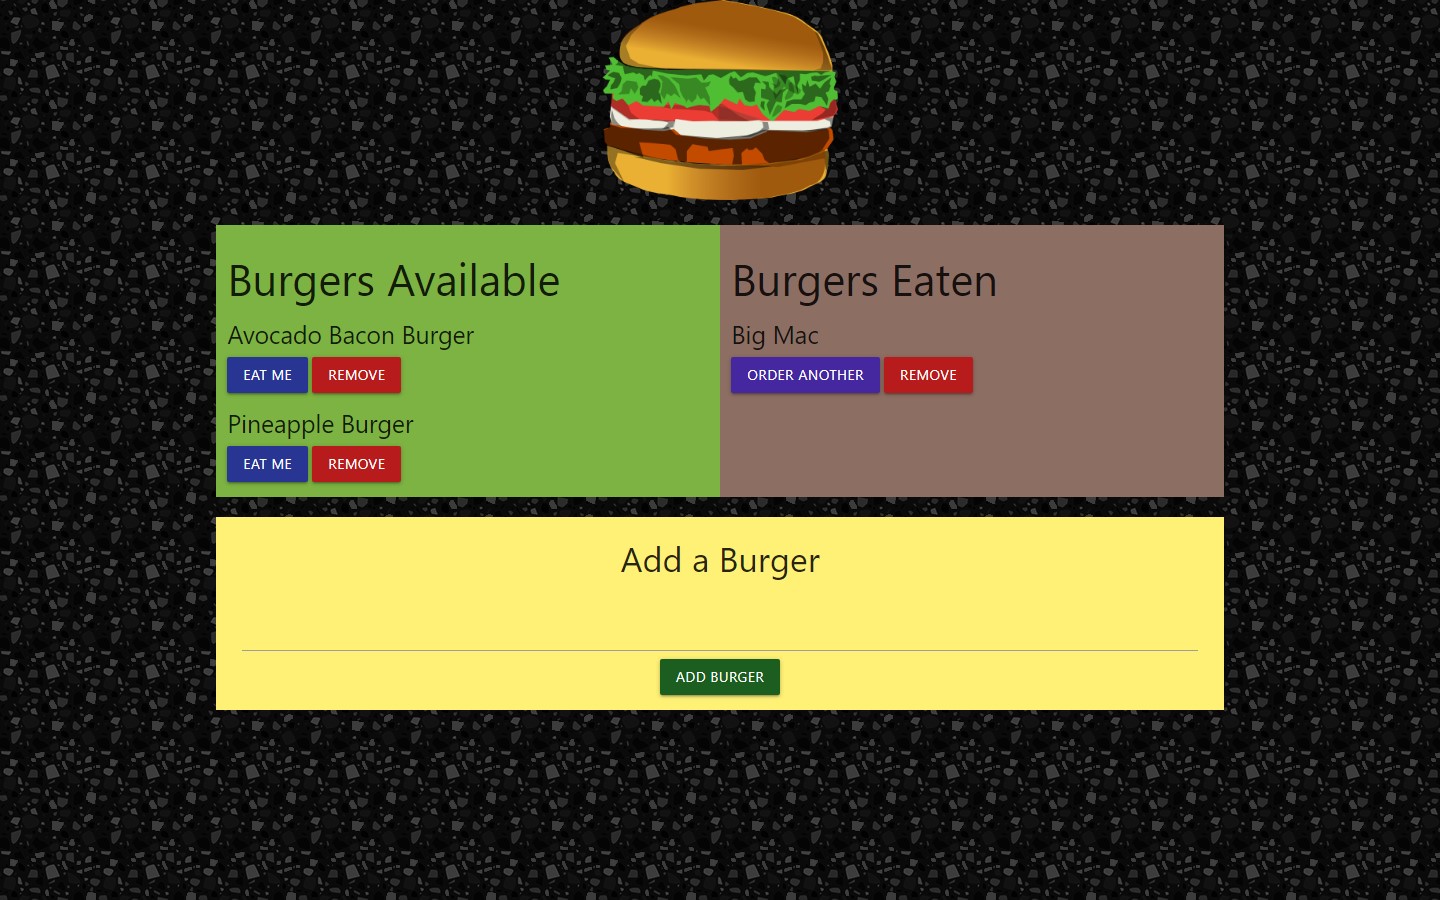 Burgers Available
Avocado Bacon Burger
EAT ME REMOVE
Pineapple Burger
EAT ME REMOVE
Burgers Eaten
Big Mac
ORDER ANOTHER REMOVE
Add a Burger
ADD BURGER